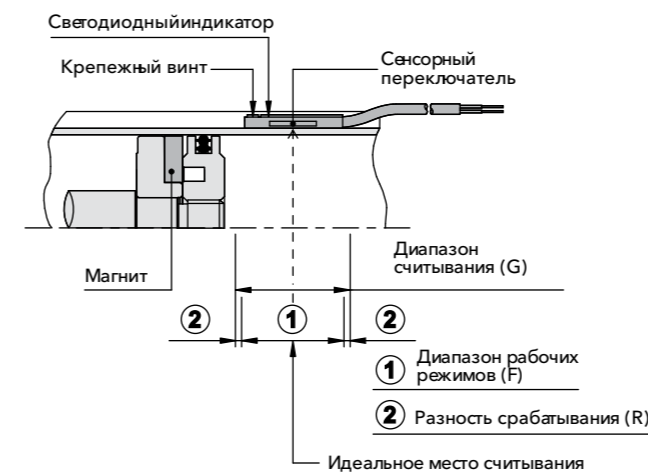 Светодиодныйиндикатор
Крепежный винт
Сенсорный
переключатель
Магнит
Диапазон
считывания (G)
2
1
2
1 Диапазон рабочих
режимов (F)
2 Разность срабатывания (R)
Идеальное место считывания